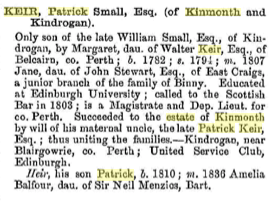 KEIR, Patrick Small, Esq. (of Kinmonth and
Kindrogan).
Only son of the late William Small, Esq., of Kin-
drogan, by Margaret, dau. of Walter Keir, Esq., of
Belcairn, co. Perth; b. 1782; s. 1794; m. 1807
Jane, dau. of John Stewart, Esq., of East Craigs,
a junior branch of the family of Binny. Educated
at Edinburgh University; called to the Scottish
Bar in 1803; is a Magistrate and Dep. Lieut. for
co. Perth. Succeeded to the estate of Kinmonth
by will of his maternal uncle, the late Patrick Keir,
Esq.; thus uniting the families.—Kindrogan, near
Blairgowrie, co. Perth; United Service Club,
Edinburgh.
Heir, his son Patrick, b. 1810; m. 1836 Amelia
Balfour, dau. of Sir Neil Menzies, Bart.